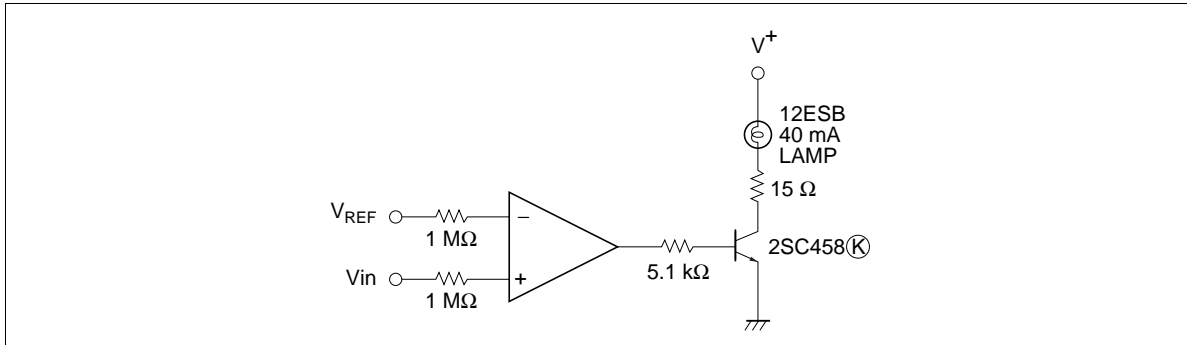 V+
12ESB
40 mA
LAMP
15 Ω
VREF
−
1 MΩ
Vin
+
1 MΩ
5.1 kΩ
2SC458Ⓚ